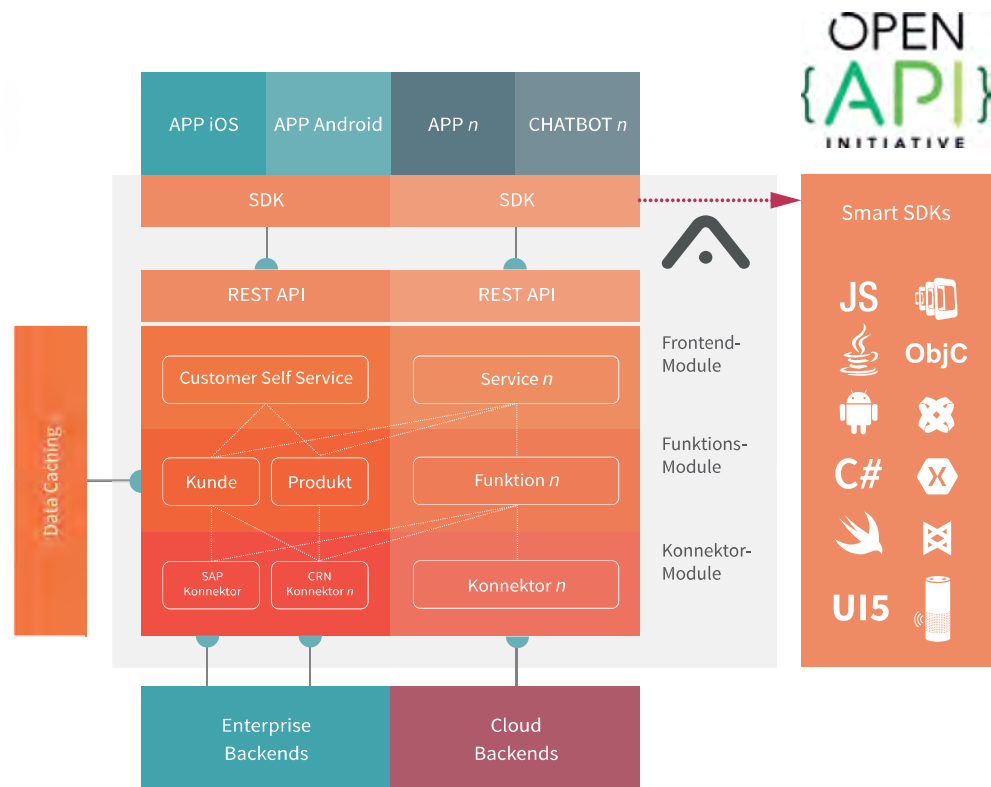 OPEN
{API}
INITIATIVE
APP iOS
APP Android
APP n
CHATBOT n
SDK
SDK
Smart SDKs
REST API
REST API
JS
ObjC
C#
X
UI5
Data Caching
Frontend-
Module
Customer Self Service
Service n
Funktions-
Module
Kunde
Produkt
Funktion n
Konnektor-
Module
SAP
Konnektor
CRN
Konnektor n
Konnektor n
Enterprise
Backends
Cloud
Backends